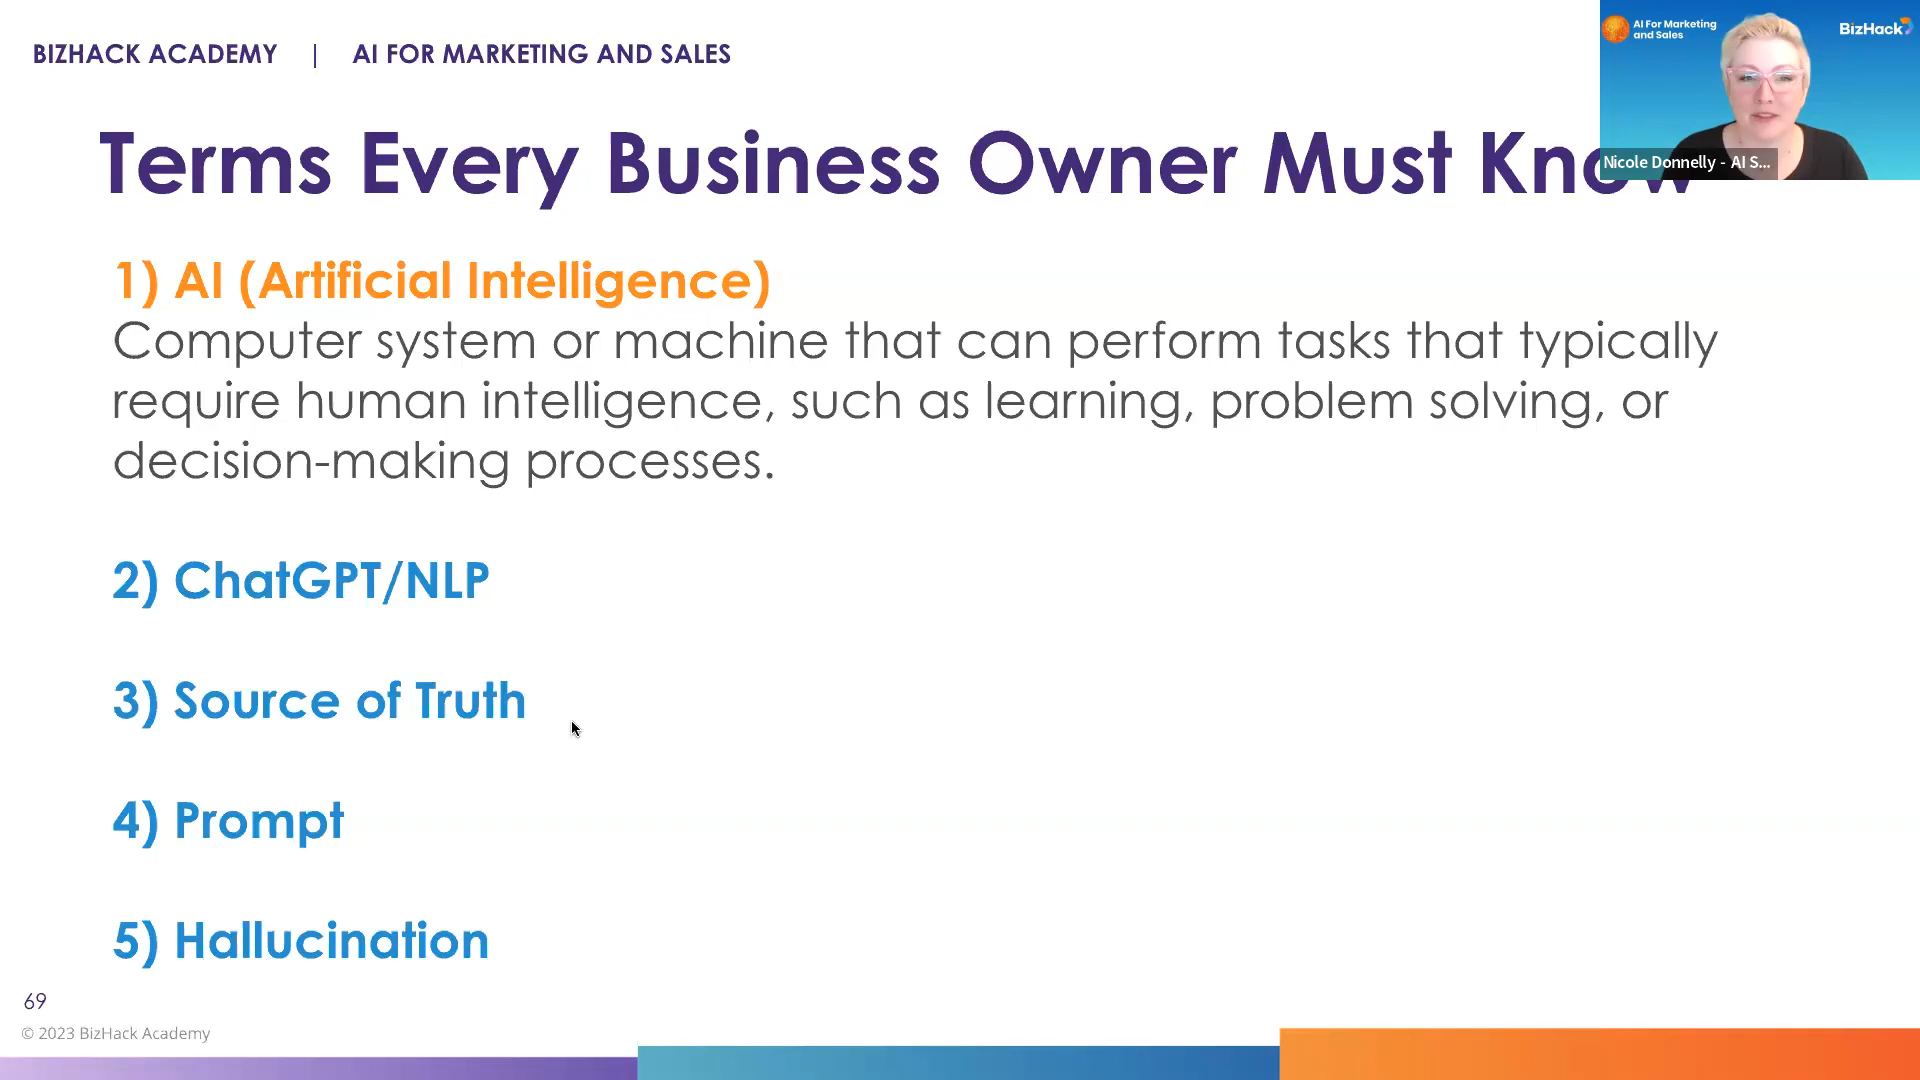 BIZHACK ACADEMY | AI FOR MARKETING AND SALES
AI For Marketing
and Sales
BizHack
Nicole Donnelly - AI S...
Terms Every Business Owner Must Know
1) AI (Artificial Intelligence)
Computer system or machine that can perform tasks that typically
require human intelligence, such as learning, problem solving, or
decision-making processes.
2) ChatGPT/NLP
3) Source of Truth
4) Prompt
5) Hallucination
69
© 2023 BizHack Academy